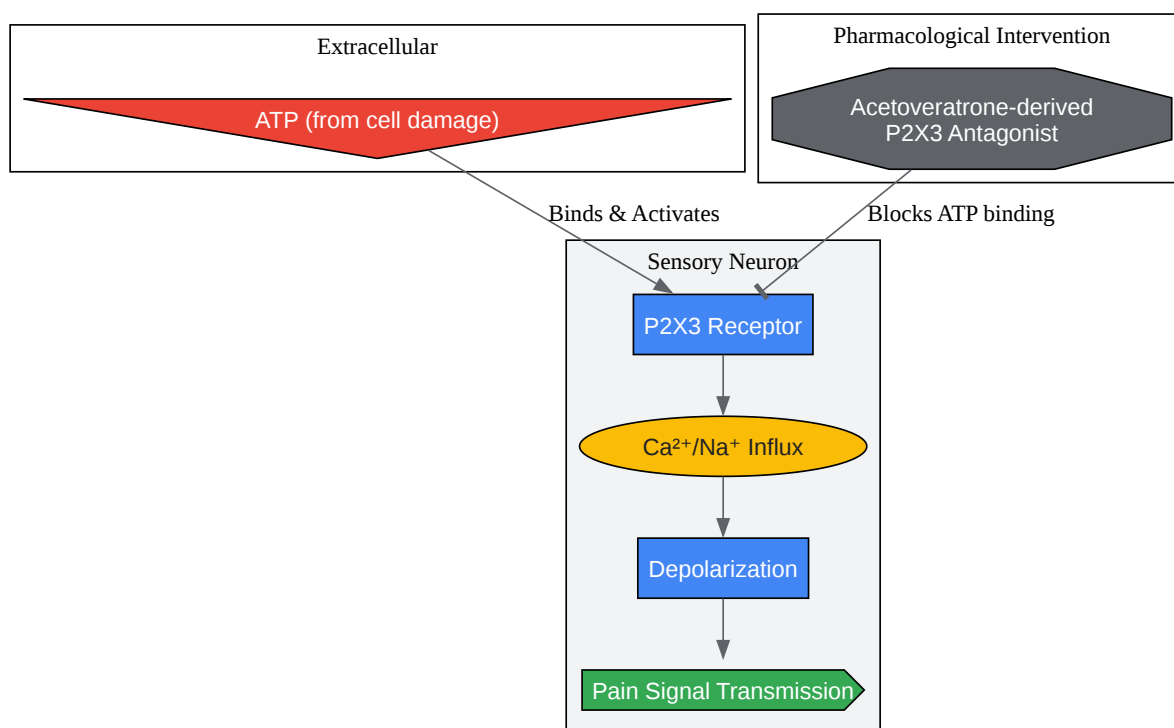 Extracellular
ATP (from cell damage)
Pharmacological Intervention
Acetoveratrone-derived
P2X3 Antagonist
Binds & Activates
Blocks ATP binding
Sensory Neuron
P2X3 Receptor
Ca²⁺/Na⁺ Influx
Depolarization
Pain Signal Transmission